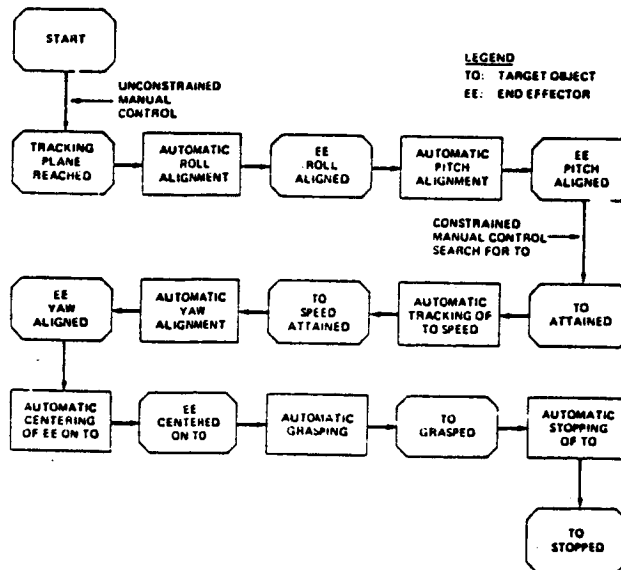 START
LEGEND
TO: TARGET OBJECT
EE: END EFFECTOR
UNCONSTRAINED
MANUAL
CONTROL
TRACKING
PLANE
REACHED
AUTOMATIC
ROLL
ALIGNMENT
EE
ROLL
ALIGNED
AUTOMATIC
PITCH
ALIGNMENT
EE
PITCH
ALIGNED
CONSTRAINED
MANUAL CONTROL
SEARCH FOR TO
EE
YAW
ALIGNED
AUTOMATIC
YAW
ALIGNMENT
TO
SPEED
ATTAINED
AUTOMATIC
TRACKING OF
TO SPEED
TO
ATTAINED
AUTOMATIC
CENTERING
OF EE ON TO
EE
CENTERED
ON TO
AUTOMATIC
GRASPING
TO
GRASPED
AUTOMATIC
STOPPING
OF TO
TO
STOPPED